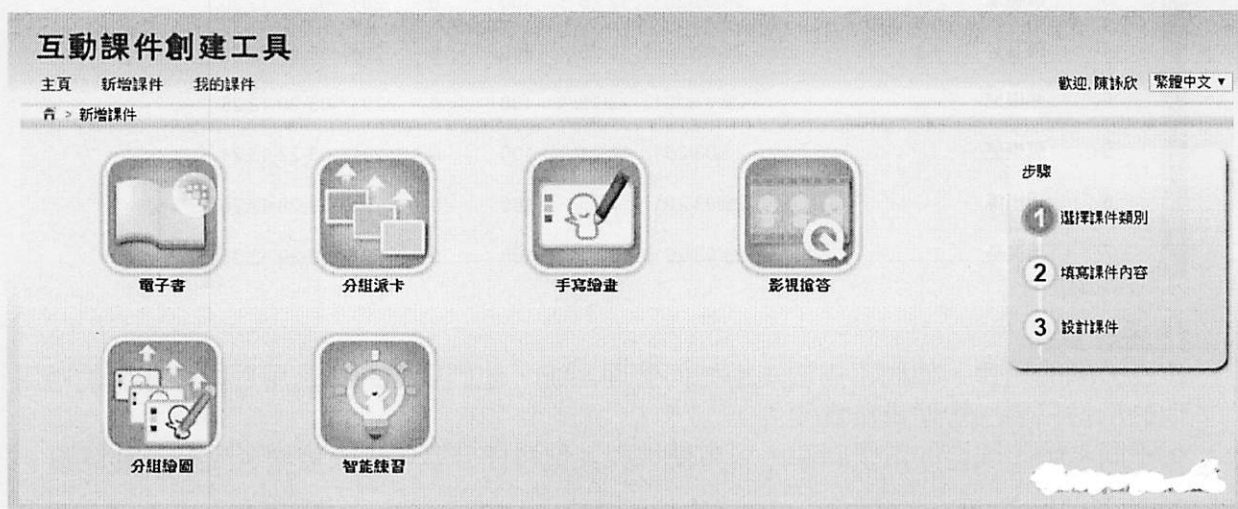 互動課件創建工具
主頁 新增課件 我的課件
歡迎, 陳詠欣 繁體中文 ▼
> 新增課件
電子書
分組派卡
手寫繪畫
影視搶答
分組繪圖
智能練習
步驟
1 選擇課件類別
2 填寫課件內容
3 設計課件